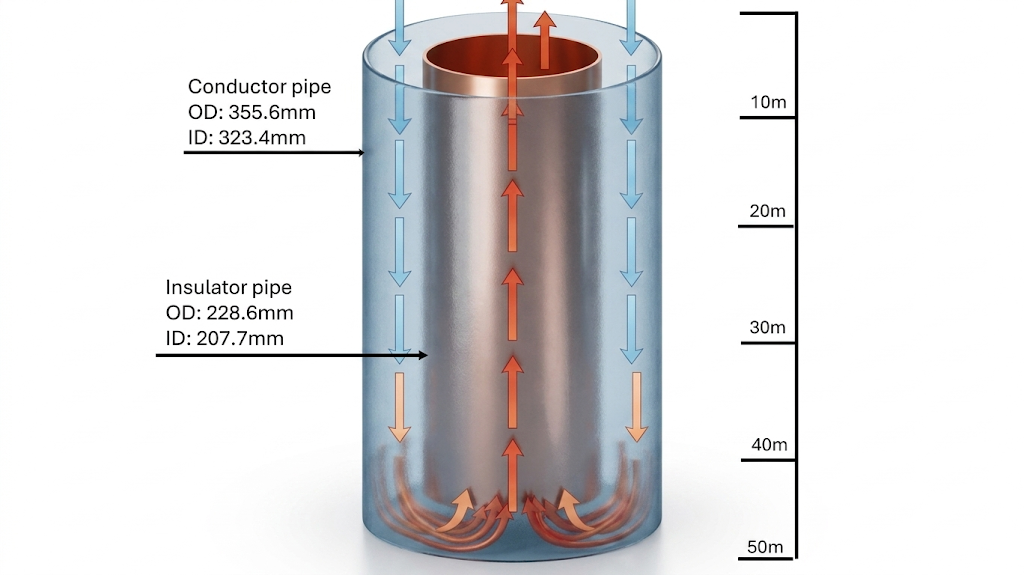 Conductor pipe
OD: 355.6mm
ID: 323.4mm
Insulator pipe
OD: 228.6mm
ID: 207.7mm
10m
20m
30m
40m
50m